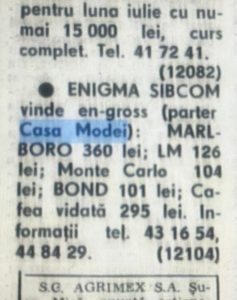 pentru luna iulie cu nu-
mai 15 000 lei, curs
complet. Tel. 41 72 41.
(12082)
● ENIGMA SIBCOM
vinde en-gross (parter
Casa Modei): MARL-
BORO 360 lei; LM 126
lei; Monte Carlo 104
lei; BOND 101 lei; Ca-
fea vidată 295 lei. In-
formații tel. 43 16 54,
44 84 29. (12104)
S.C. AGRIMEX S.A. Şu-